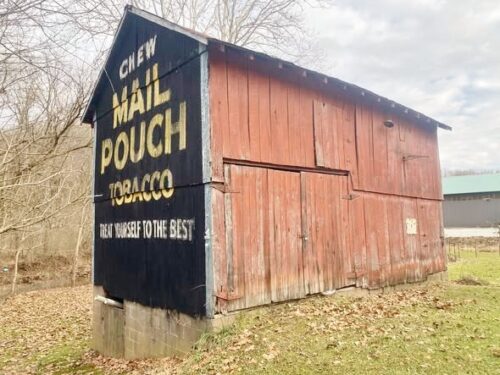 CHEW
MAIL
POUCH
TOBACCO
TREAT YOURSELF TO THE BEST